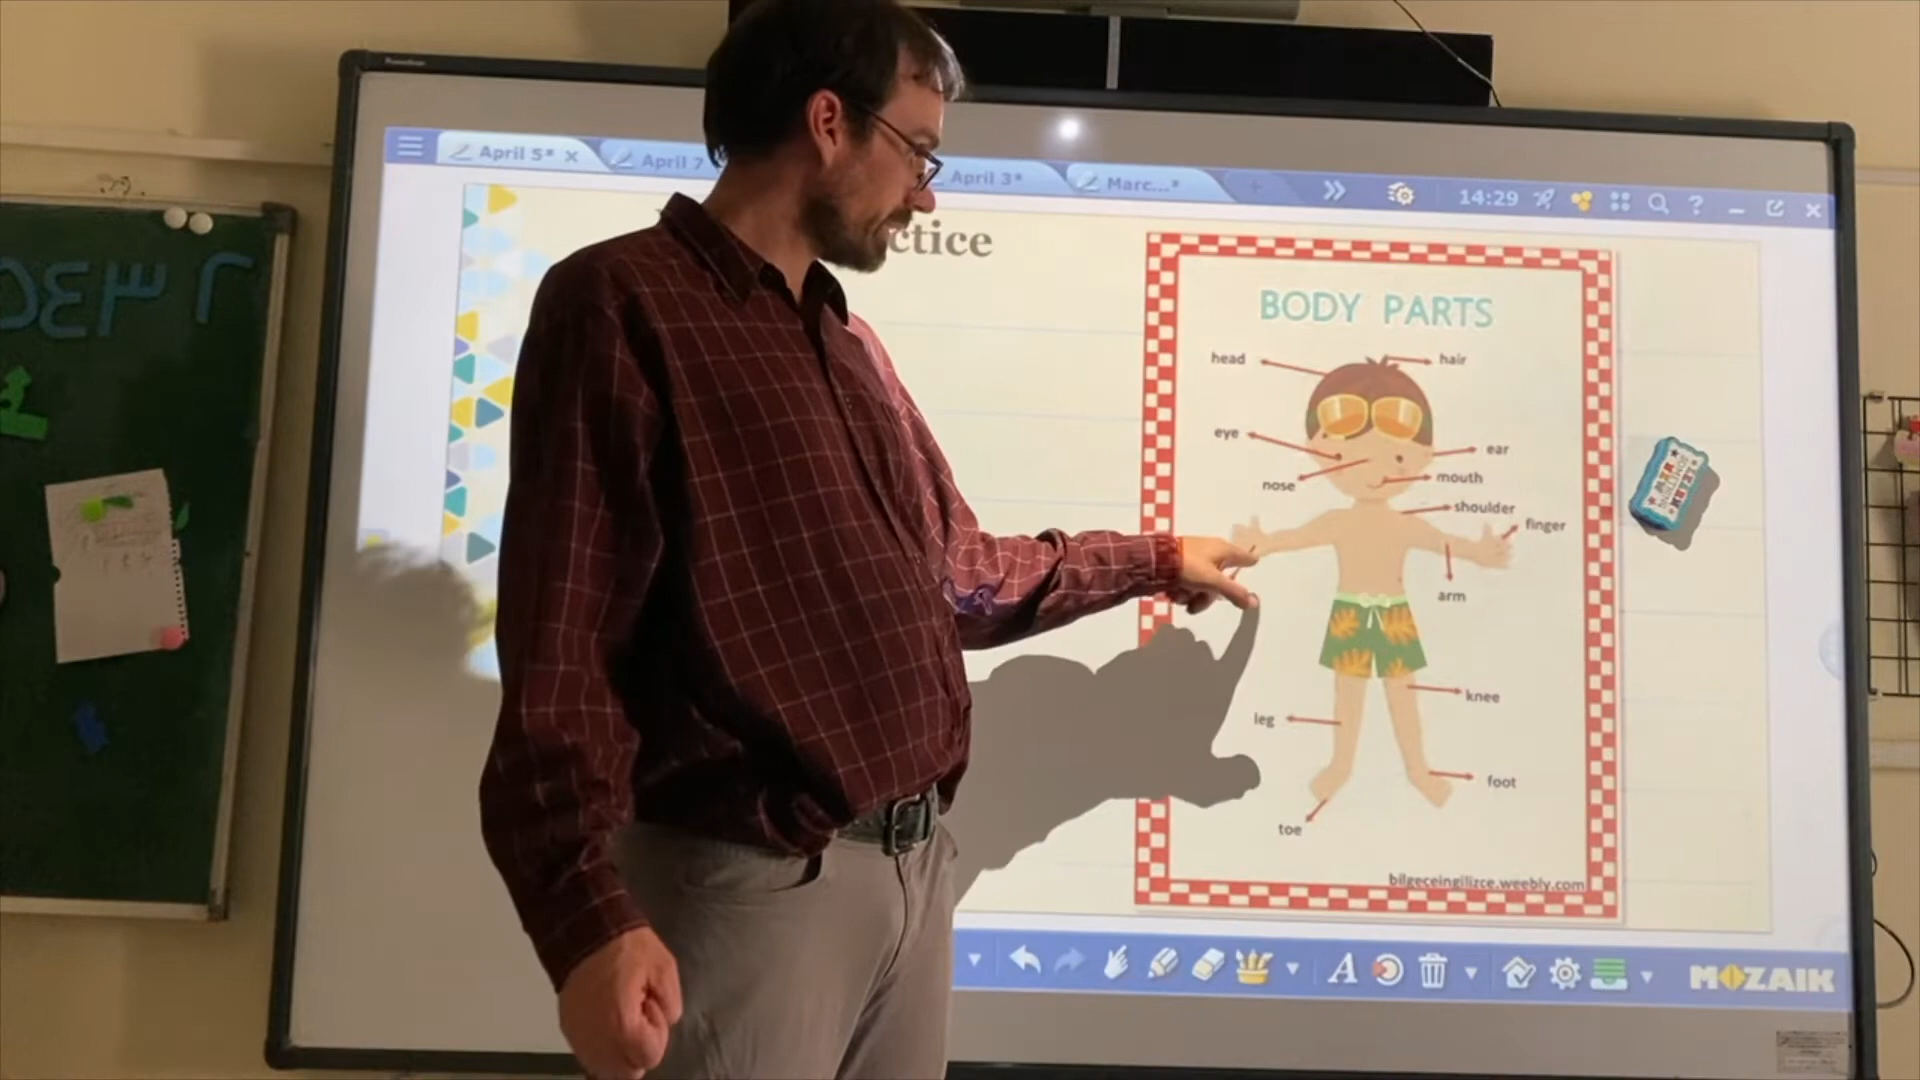 Promethean
April 5* April 7 April 3* Marc...* 14:29 ?
ctice
BODY PARTS
head hair
eye ear
nose mouth
shoulder
finger
arm
knee
leg
foot
toe
bilgeceingilizce.weebly.com
A MOZAIK